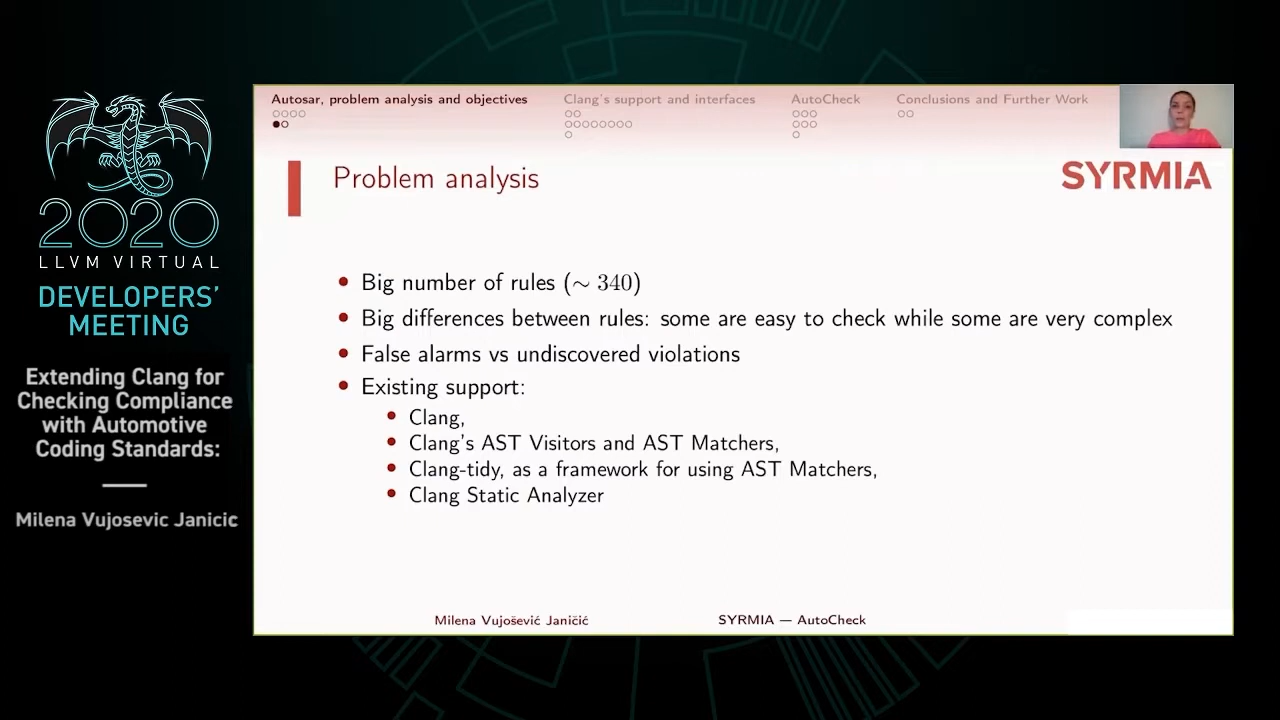 2020
LLVM VIRTUAL
DEVELOPERS'
MEETING
Extending Clang for
Checking Compliance
with Automotive
Coding Standards:
Milena Vujosevic Janicic
Autosar, problem analysis and objectives
Clang's support and interfaces
AutoCheck
Conclusions and Further Work
Problem analysis
SYRMIA
• Big number of rules (∼ 340)
• Big differences between rules: some are easy to check while some are very complex
• False alarms vs undiscovered violations
• Existing support:
• Clang,
• Clang's AST Visitors and AST Matchers,
• Clang-tidy, as a framework for using AST Matchers,
• Clang Static Analyzer
Milena Vujošević Janičić
SYRMIA — AutoCheck